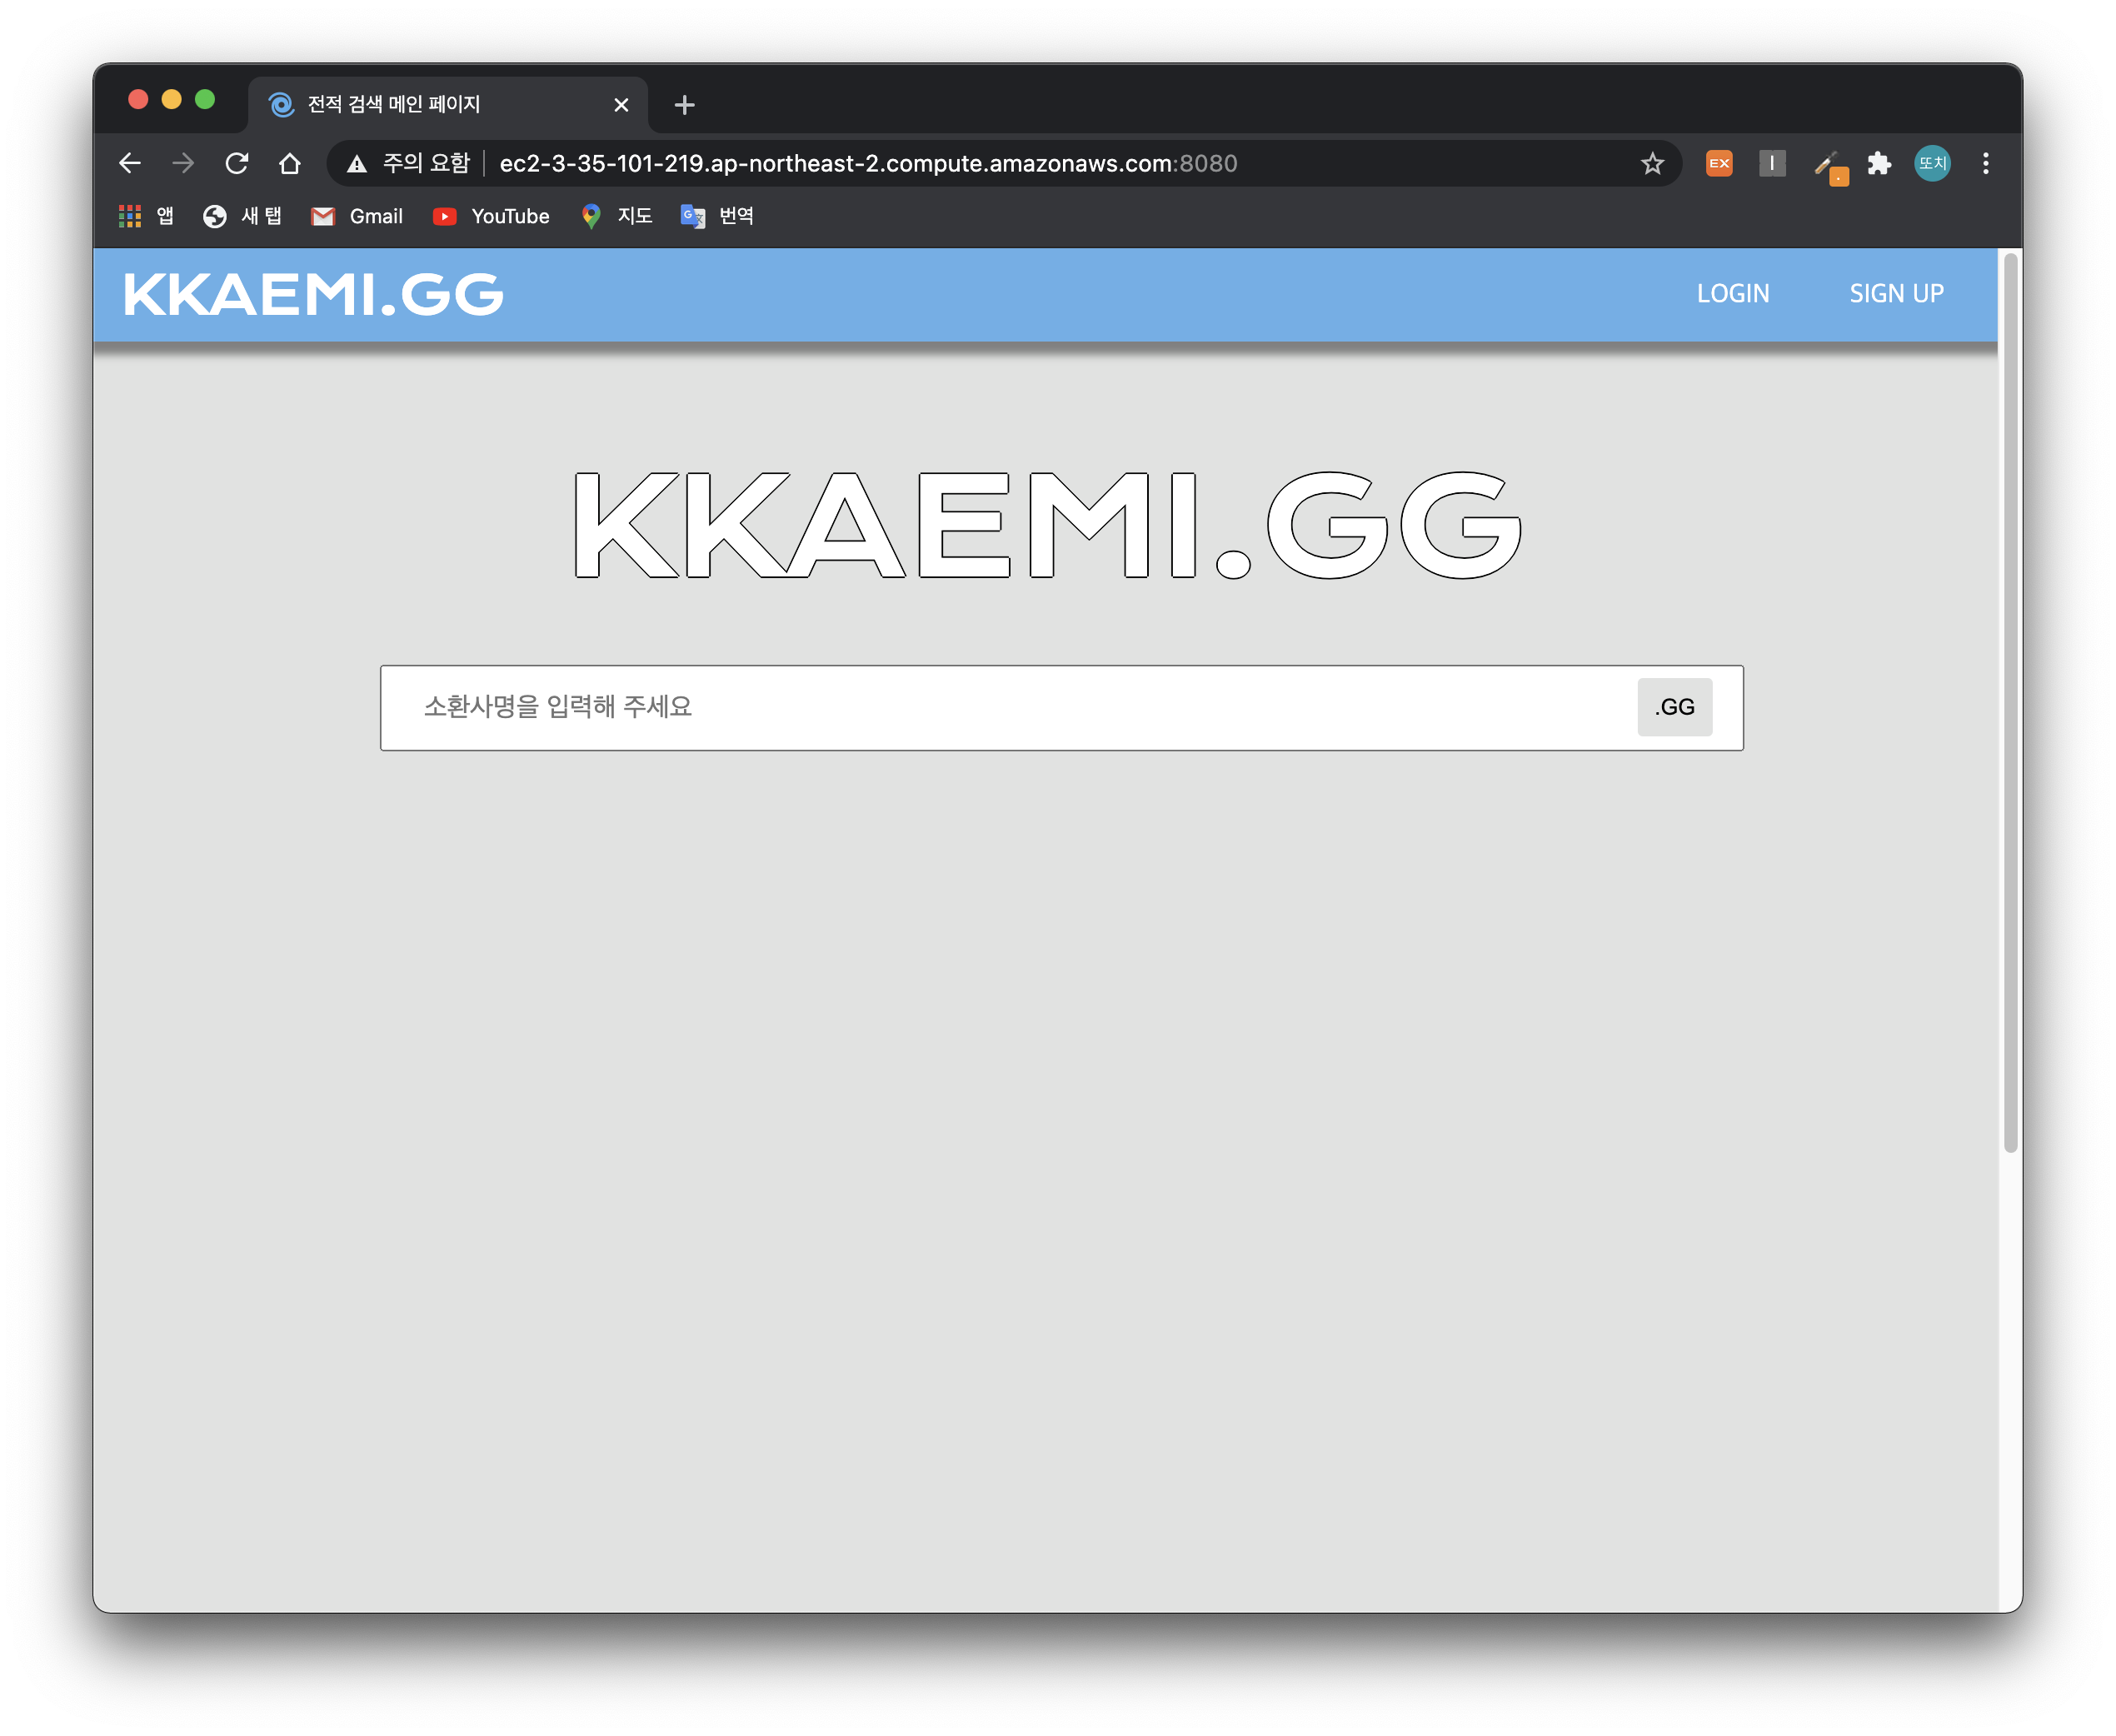 전적 검색 메인 페이지
주의 요함 ec2-3-35-101-219.ap-northeast-2.compute.amazonaws.com:8080 EX I 또치
앱 새 탭 Gmail YouTube 지도 번역
KKAEMI.GG LOGIN SIGN UP
KKAEMI.GG
소환사명을 입력해 주세요 .GG